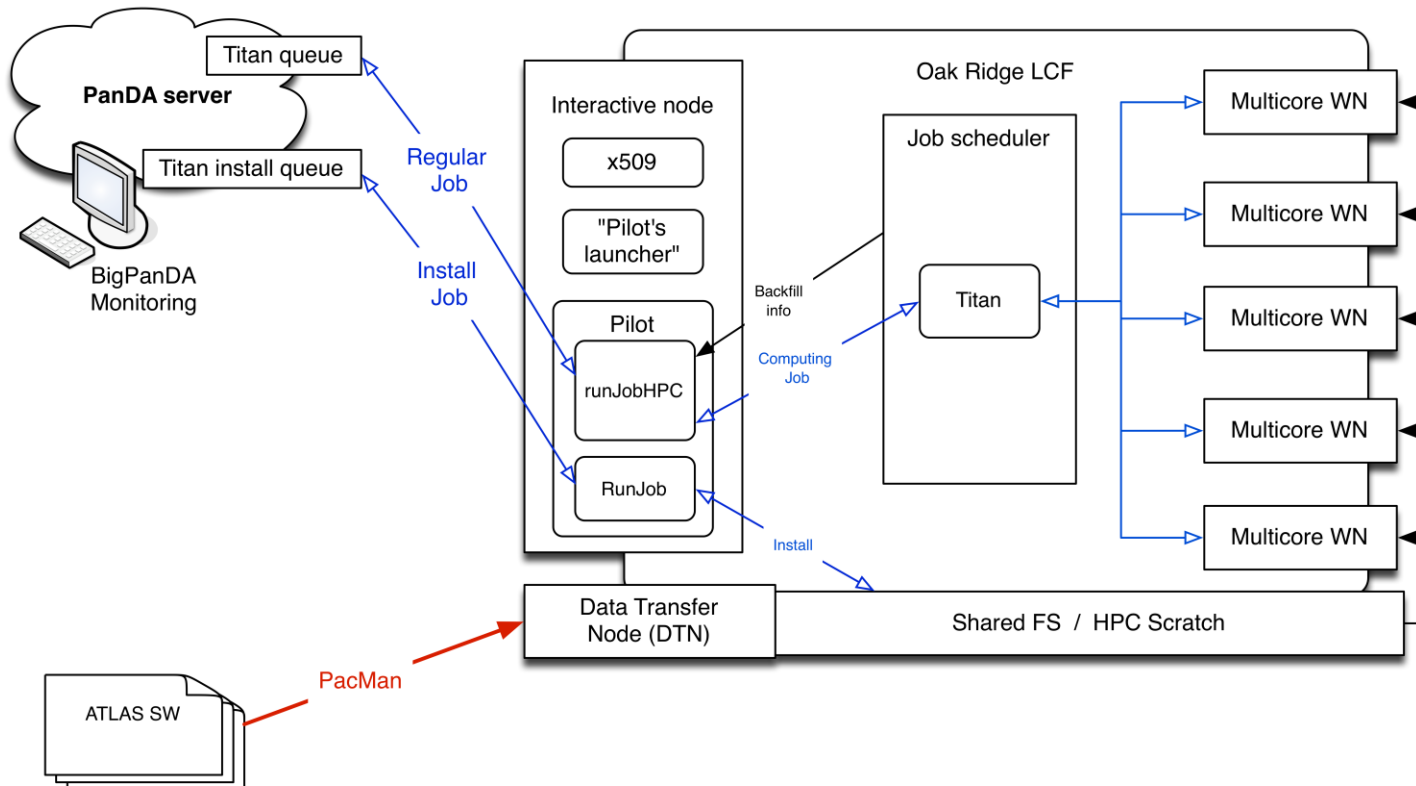 Titan queue
PanDA server
Titan install queue
BigPanDA
Monitoring
Regular
Job
Install
Job
Interactive node
x509
"Pilot's
launcher"
Pilot
runJobHPC
RunJob
Oak Ridge LCF
Job scheduler
Titan
Backfill
info
Computing
Job
Install
Multicore WN
Multicore WN
Multicore WN
Multicore WN
Multicore WN
Data Transfer
Node (DTN)
Shared FS / HPC Scratch
PacMan
ATLAS SW